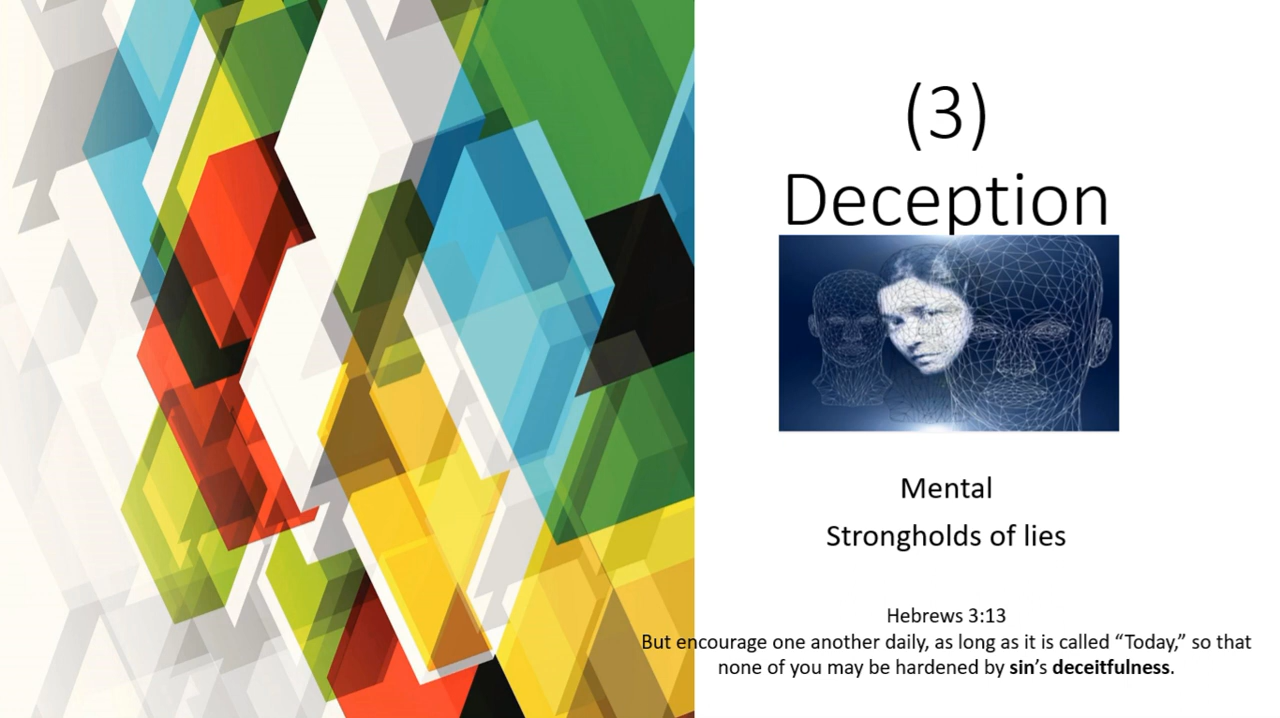 (3)
Deception
Mental
Strongholds of lies
Hebrews 3:13
But encourage one another daily, as long as it is called “Today,” so that
none of you may be hardened by sin’s deceitfulness.